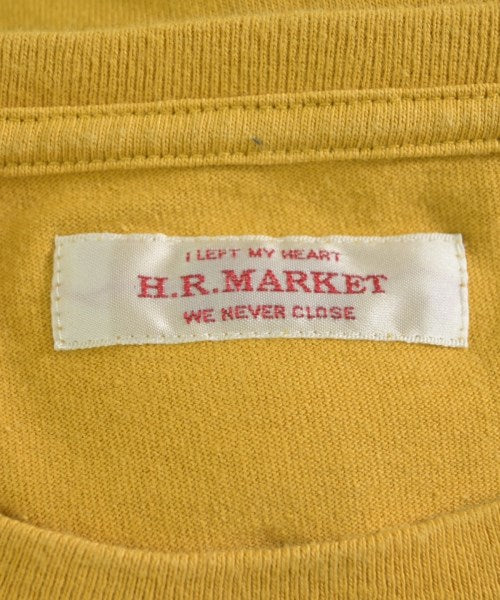 I LEFT MY HEART
H.R.MARKET
WE NEVER CLOSE